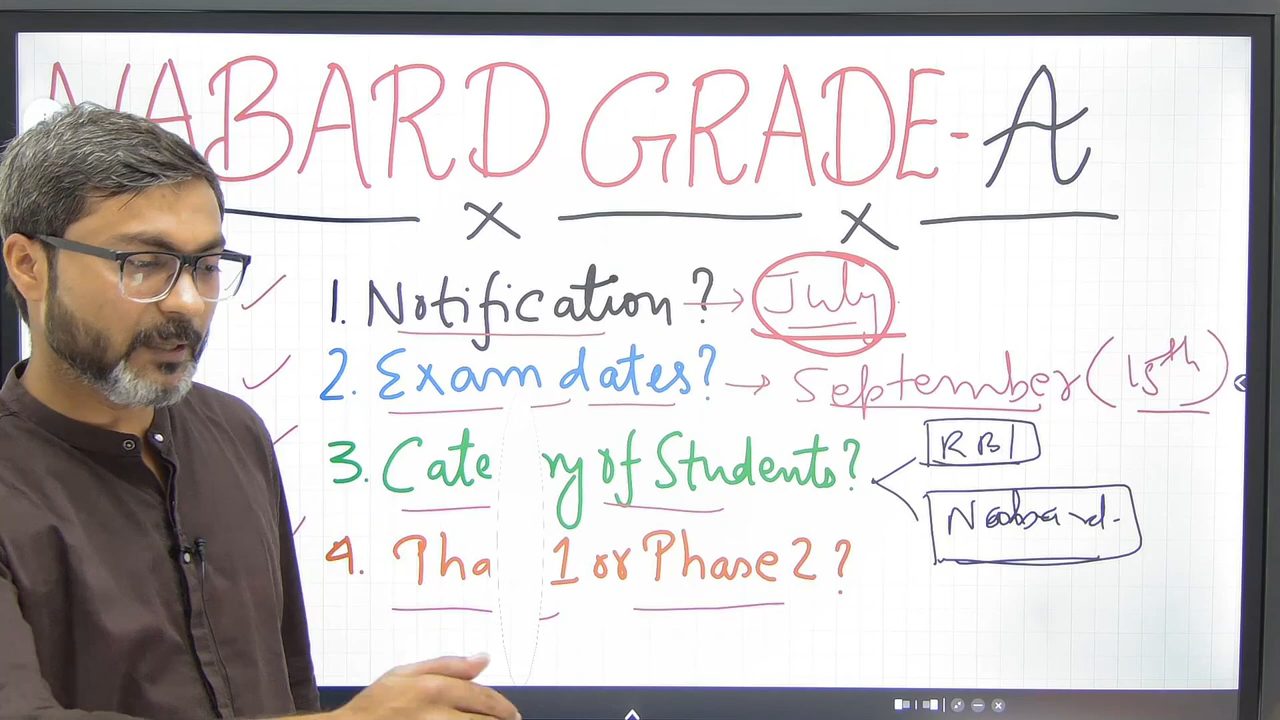 NABARD GRADE-A
x x
1. Notification? → July
2. Exam dates? → September (15th)
3. Cate ry of Students?
RBI
Nabard.
4. Pha 1 or Phase 2?